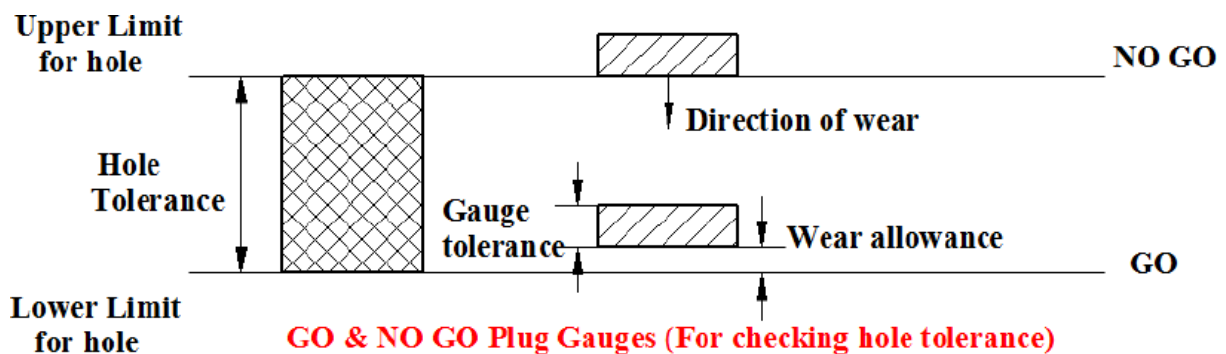 Upper Limit
for hole
NO GO
Direction of wear
Hole
Tolerance
Gauge
tolerance
Wear allowance
GO
Lower Limit
for hole
GO & NO GO Plug Gauges (For checking hole tolerance)